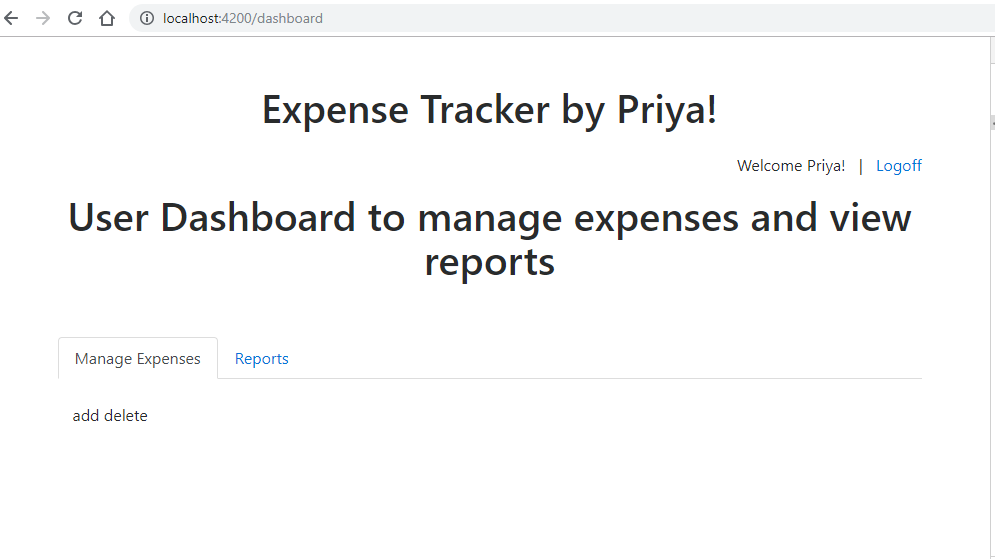 localhost:4200/dashboard
Expense Tracker by Priya!
Welcome Priya! | Logoff
User Dashboard to manage expenses and view
reports
Manage Expenses Reports
add delete